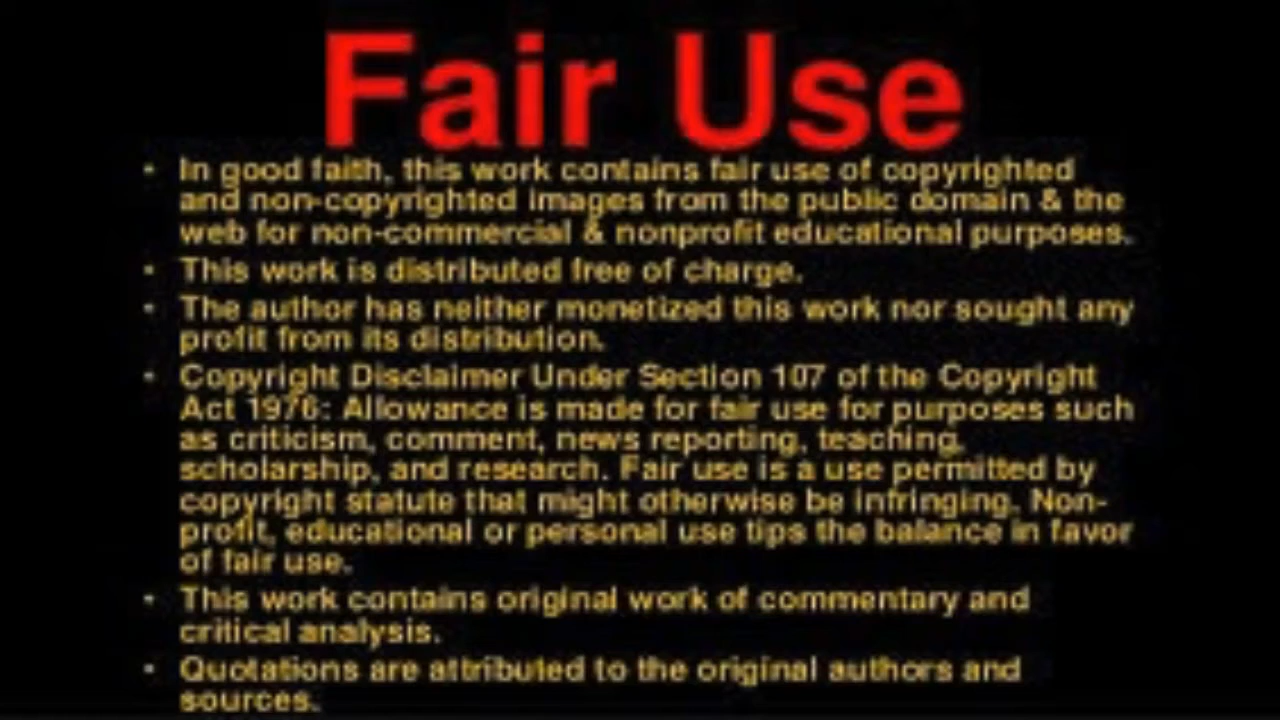 Fair Use
• In good faith, this work contains fair use of copyrighted
and non-copyrighted images from the public domain & the
web for non-commercial & nonprofit educational purposes.
• This work is distributed free of charge.
• The author has neither monetized this work nor sought any
profit from its distribution.
• Copyright Disclaimer Under Section 107 of the Copyright
Act 1976: Allowance is made for fair use for purposes such
as criticism, comment, news reporting, teaching,
scholarship, and research. Fair use is a use permitted by
copyright statute that might otherwise be infringing. Non-
profit, educational or personal use tips the balance in favor
of fair use.
• This work contains original work of commentary and
critical analysis.
• Quotations are attributed to the original authors and
sources.